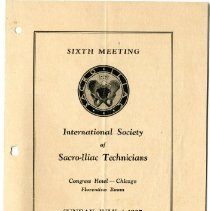 SIXTH MEETING
International Society
of
Sacro-Iliac Technicians
Congress Hotel—Chicago
Florentine Room